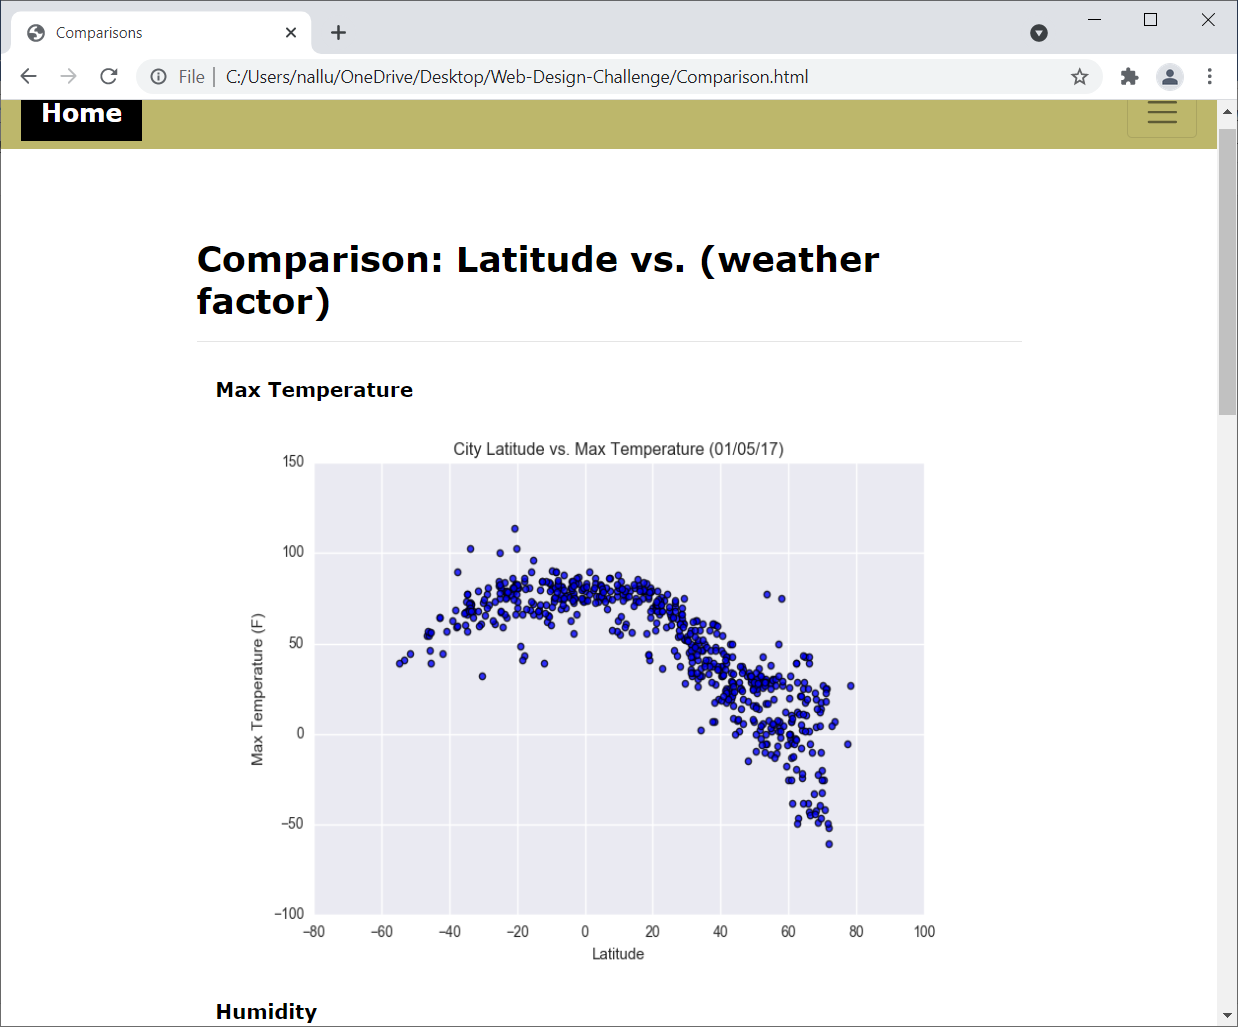 Comparisons
File | C:/Users/nallu/OneDrive/Desktop/Web-Design-Challenge/Comparison.html
Home
Comparison: Latitude vs. (weather
factor)
Max Temperature
City Latitude vs. Max Temperature (01/05/17)
150
100
50
0
−50
−100
Max Temperature (F)
−80 −60 −40 −20 0 20 40 60 80 100
Latitude
Humidity